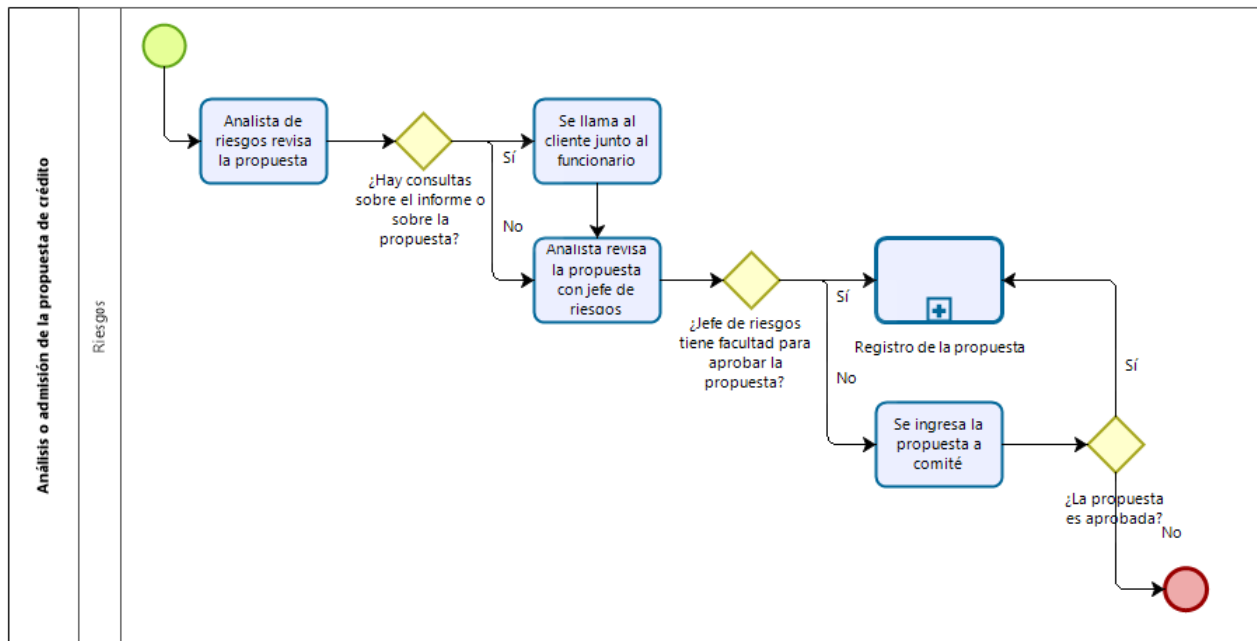 Análisis o admisión de la propuesta de crédito
Riesgos
Analista de
riesgos revisa
la propuesta
¿Hay consultas
sobre el informe o
sobre la
propuesta?
Sí
No
Se llama al
cliente junto al
funcionario
Analista revisa
la propuesta
con jefe de
riesgos
¿Jefe de riesgos
tiene facultad para
aprobar la
propuesta?
Sí
No
Registro de la propuesta
Se ingresa la
propuesta a
comité
¿La propuesta
es aprobada?
Sí
No